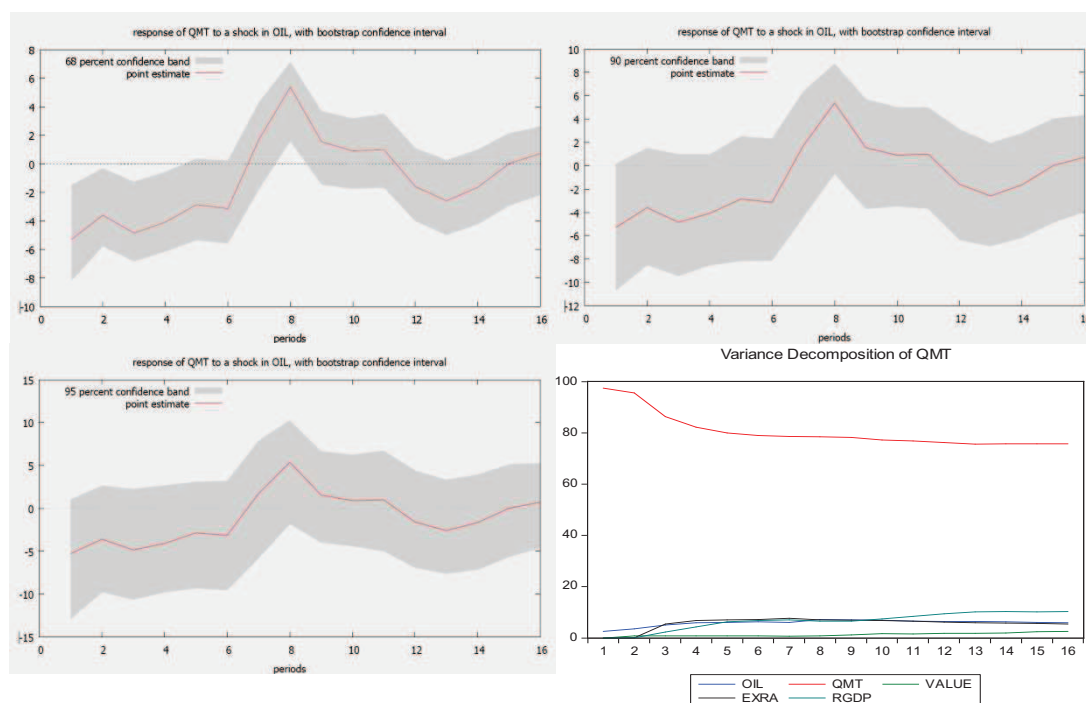 response of QMT to a shock in OIL, with bootstrap confidence interval
68 percent confidence band
point estimate
8
6
4
2
0
-2
-4
-6
-8
-10
0 2 4 6 8 10 12 14 16
periods
response of QMT to a shock in OIL, with bootstrap confidence interval
90 percent confidence band
point estimate
10
8
6
4
2
0
-2
-4
-6
-8
-10
-12
0 2 4 6 8 10 12 14 16
periods
response of QMT to a shock in OIL, with bootstrap confidence interval
95 percent confidence band
point estimate
15
10
5
0
-5
-10
-15
0 2 4 6 8 10 12 14 16
periods
Variance Decomposition of QMT
100
80
60
40
20
0
1 2 3 4 5 6 7 8 9 10 11 12 13 14 15 16
OIL QMT VALUE
EXRA RGDP